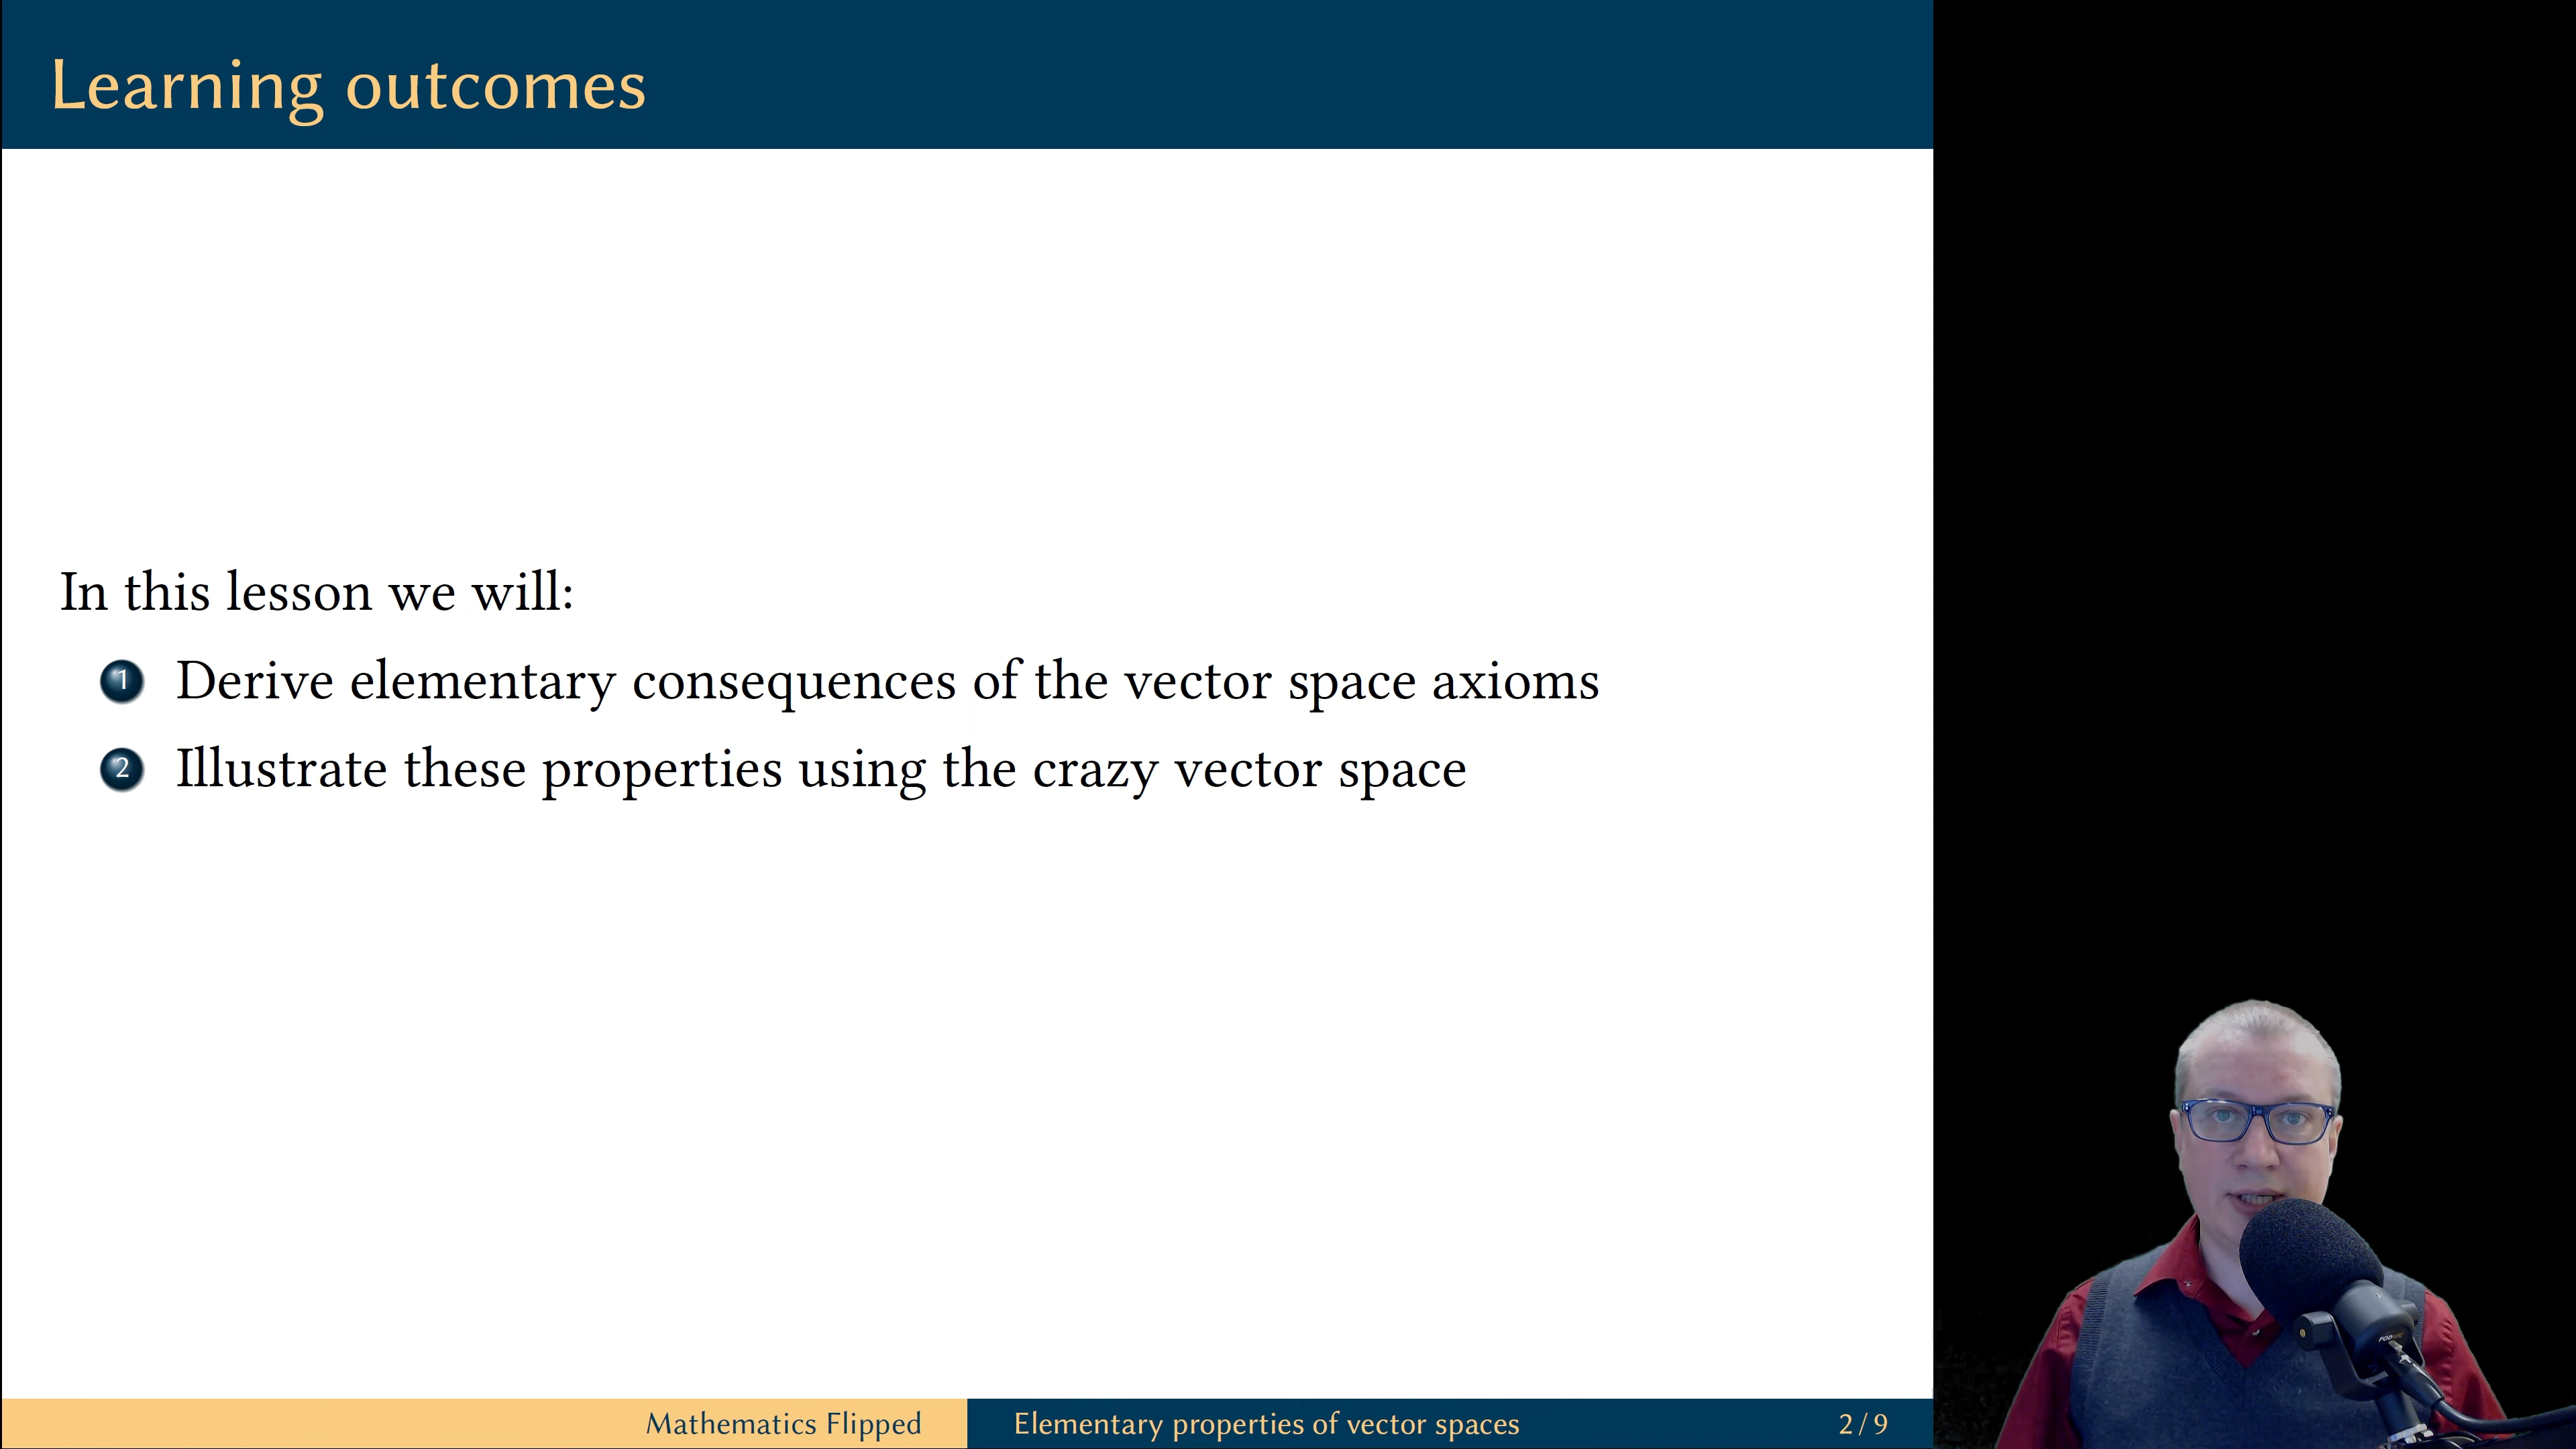 Learning outcomes
In this lesson we will:
1 Derive elementary consequences of the vector space axioms
2 Illustrate these properties using the crazy vector space
Mathematics Flipped
Elementary properties of vector spaces
2 / 9